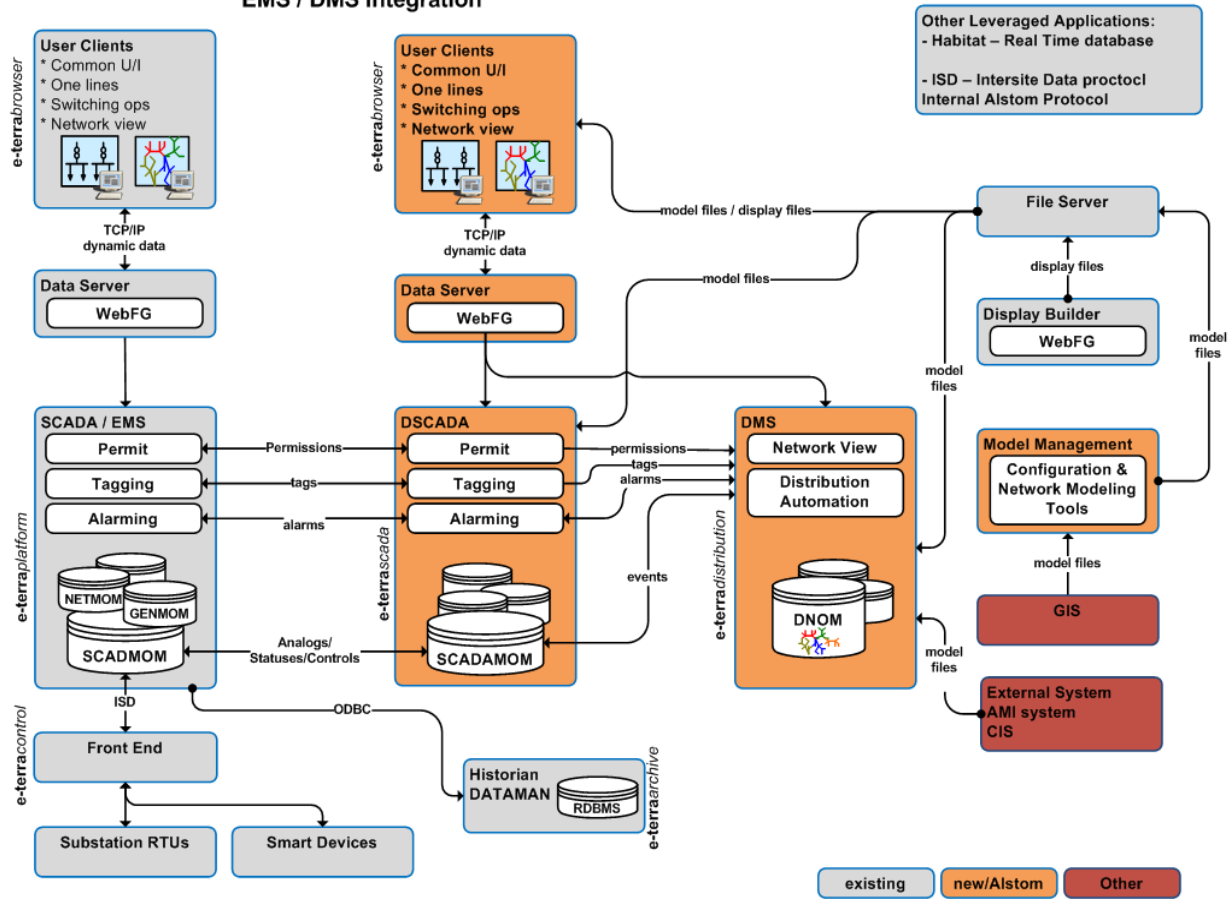 EMS / DMS Integration
User Clients
* Common U/I
* One lines
* Switching ops
* Network view
e-terrabrowser
User Clients
* Common U/I
* One lines
* Switching ops
* Network view
e-terrabrowser
Other Leveraged Applications:
- Habitat – Real Time database
- ISD – Intersite Data proctocl
Internal Alstom Protocol
TCP/IP
dynamic data
TCP/IP
dynamic data
model files / display files
File Server
display files
model files
Data Server
WebFG
Data Server
WebFG
Display Builder
WebFG
model
files
model
files
SCADA / EMS
Permit
Tagging
Alarming
NETMOM
GENMOM
SCADMOM
e-terraplatform
Permissions
tags
alarms
Analogs/
Statuses/Controls
DSCADA
Permit
Tagging
Alarming
SCADAMOM
e-terrascada
permissions
tags
alarms
events
DMS
Network View
Distribution
Automation
DNOM
e-terradistribution
Model Management
Configuration &
Network Modeling
Tools
model files
GIS
model
files
External System
AMI system
CIS
ISD
ODBC
Front End
e-terracontrol
Historian
DATAMAN
RDBMS
e-terraarchive
Substation RTUs
Smart Devices
existing
new/Alstom
Other